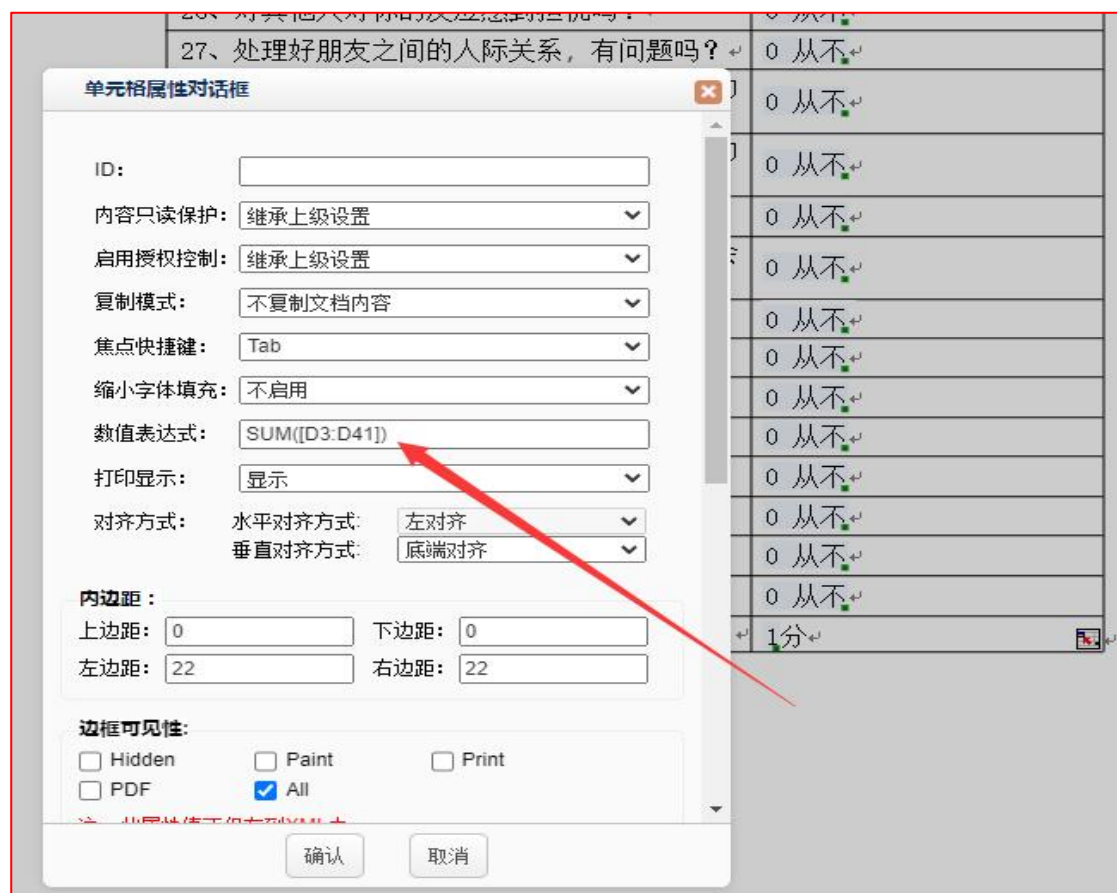 27、处理好朋友之间的人际关系，有问题吗？ 0 从不
单元格属性对话框
0 从不
ID：
0 从不
内容只读保护： 继承上级设置
0 从不
启用授权控制： 继承上级设置
0 从不
复制模式： 不复制文档内容
0 从不
焦点快捷键： Tab
0 从不
缩小字体填充： 不启用
0 从不
数值表达式： SUM([D3:D41])
0 从不
打印显示： 显示
0 从不
对齐方式： 水平对齐方式： 左对齐
0 从不
垂直对齐方式： 底端对齐
0 从不
内边距：
0 从不
上边距： 0 下边距： 0
1分
左边距： 22 右边距： 22
边框可见性:
Hidden Paint Print
PDF All
确认 取消